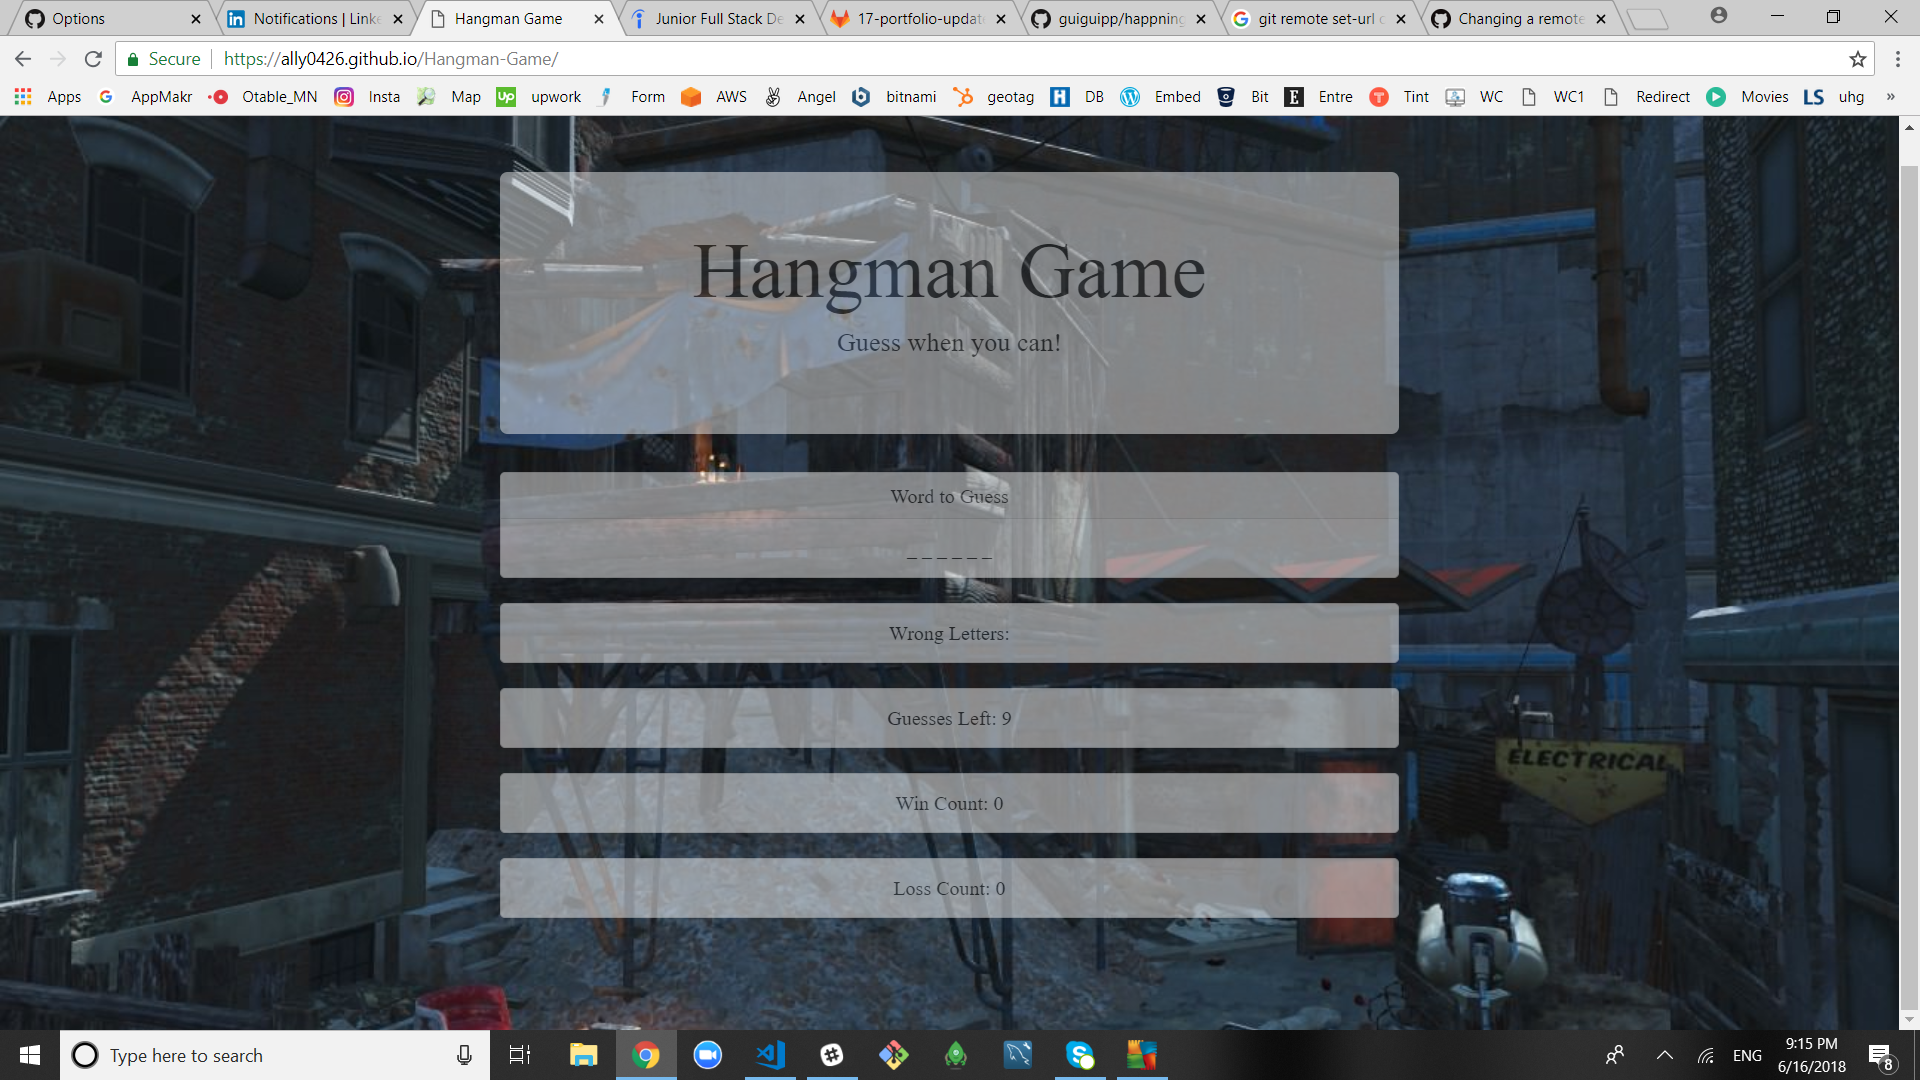 Options
Notifications | Linke
Hangman Game
Junior Full Stack De
17-portfolio-update
guiguipp/happning
git remote set-url o
Changing a remote
Secure
https://ally0426.github.io/Hangman-Game/
Apps
AppMakr
Otable_MN
Insta
Map
Up
upwork
Form
AWS
Angel
bitnami
geotag
DB
Embed
Bit
E
Entre
T
Tint
WC
WC1
Redirect
Movies
LS
uhg
»
Hangman Game
Guess when you can!
Word to Guess
_ _ _ _ _ _
Wrong Letters:
Guesses Left: 9
Win Count: 0
Loss Count: 0
ELECTRICAL
Type here to search
ENG
9:15 PM
6/16/2018
8